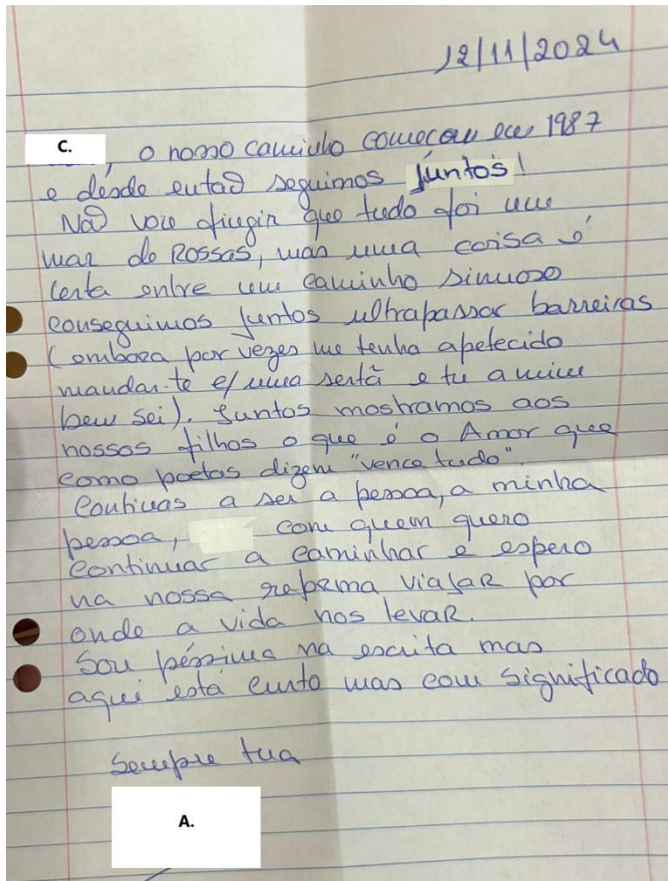 12/11/2024
C. , o nosso caminho começou em 1987
e desde então seguimos juntos!
Não vou fingir que tudo foi um
mar de Rossas, mas uma coisa é
certa entre um caminho sinuoso
conseguimos juntos ultrapassar barreiras
(embora por vezes me tenha apetecido
mandar-te c/ uma sertã e tu a mim
bem sei). Juntos mostramos aos
nossos filhos o que é o Amor que
como poetas dizem "vence tudo".
Continuas a ser a pessoa, a minha
pessoa, com quem quero
continuar a caminhar e espero
na nossa reforma viajar por
onde a vida nos levar.
Sou péssima na escrita mas
aqui está curto mas com significado
Sempre tua
A.